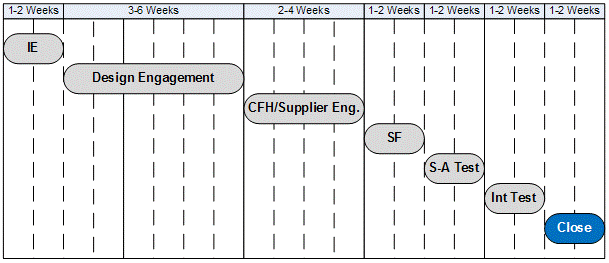 1-2 Weeks 3-6 Weeks 2-4 Weeks 1-2 Weeks 1-2 Weeks 1-2 Weeks 1-2 Weeks
IE
Design Engagement
CFH/Supplier Eng.
SF
S-A Test
Int Test
Close